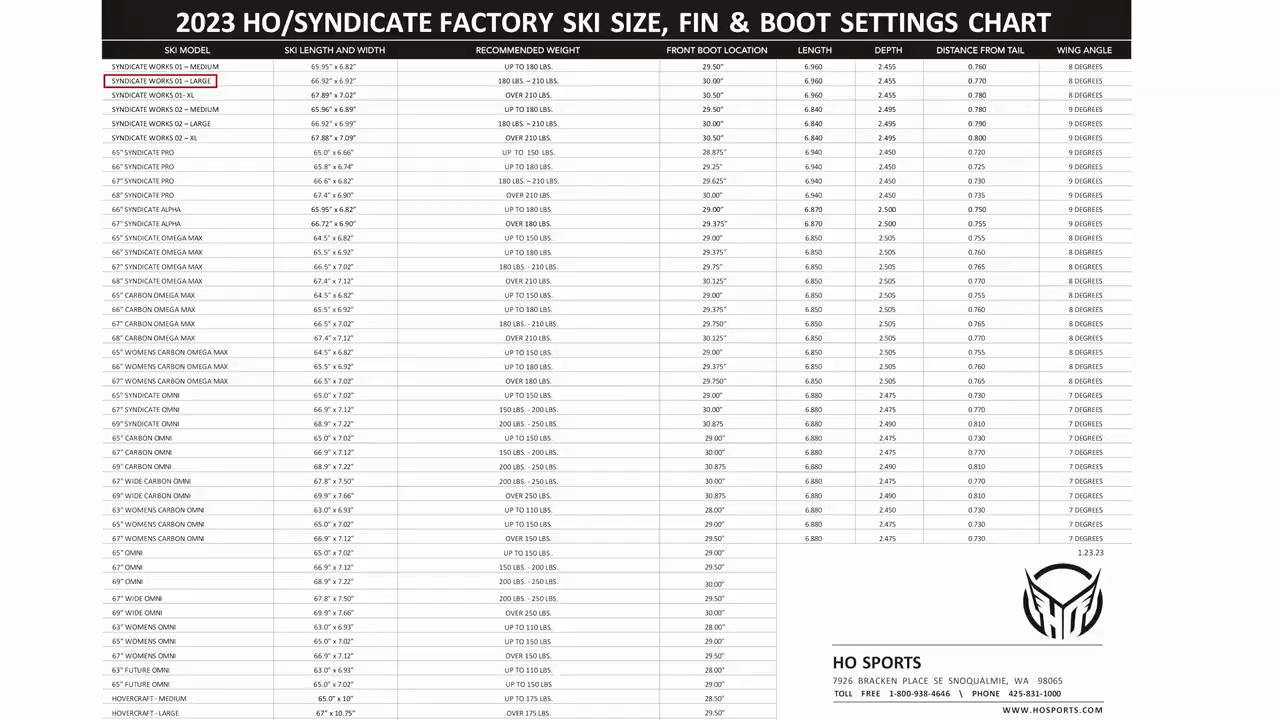 2023 HO/SYNDICATE FACTORY SKI SIZE, FIN & BOOT SETTINGS CHART
SKI MODEL SKI LENGTH AND WIDTH RECOMMENDED WEIGHT FRONT BOOT LOCATION LENGTH DEPTH DISTANCE FROM TAIL WING ANGLE
SYNDICATE WORKS 01 – MEDIUM 65.95" x 6.82" UP TO 180 LBS. 29.50" 6.960 2.455 0.760 8 DEGREES
SYNDICATE WORKS 01 – LARGE 66.92" x 6.92" 180 LBS. – 210 LBS. 30.00" 6.960 2.455 0.770 8 DEGREES
SYNDICATE WORKS 01- XL 67.89" x 7.02" OVER 210 LBS. 30.50" 6.960 2.455 0.780 8 DEGREES
SYNDICATE WORKS 02 – MEDIUM 65.96" x 6.89" UP TO 180 LBS. 29.50" 6.840 2.495 0.780 9 DEGREES
SYNDICATE WORKS 02 – LARGE 66.92" x 6.99" 180 LBS. – 210 LBS. 30.00" 6.840 2.495 0.790 9 DEGREES
SYNDICATE WORKS 02 – XL 67.88" x 7.09" OVER 210 LBS. 30.50" 6.840 2.495 0.800 9 DEGREES
65" SYNDICATE PRO 65.0" x 6.66" UP TO 150 LBS. 28.875" 6.940 2.450 0.720 9 DEGREES
66" SYNDICATE PRO 65.8" x 6.74" UP TO 180 LBS. 29.25" 6.940 2.450 0.725 9 DEGREES
67" SYNDICATE PRO 66.6" x 6.82" 180 LBS. – 210 LBS. 29.625" 6.940 2.450 0.730 9 DEGREES
68" SYNDICATE PRO 67.4" x 6.90" OVER 210 LBS. 30.00" 6.940 2.450 0.735 9 DEGREES
66" SYNDICATE ALPHA 65.95" x 6.82" UP TO 180 LBS. 29.00" 6.870 2.500 0.750 9 DEGREES
67" SYNDICATE ALPHA 66.72" x 6.90" OVER 180 LBS. 29.375" 6.870 2.500 0.755 9 DEGREES
65" SYNDICATE OMEGA MAX 64.5" x 6.82" UP TO 150 LBS. 29.00" 6.850 2.505 0.755 8 DEGREES
66" SYNDICATE OMEGA MAX 65.5" x 6.92" UP TO 180 LBS. 29.375" 6.850 2.505 0.760 8 DEGREES
67" SYNDICATE OMEGA MAX 66.5" x 7.02" 180 LBS. - 210 LBS. 29.75" 6.850 2.505 0.765 8 DEGREES
68" SYNDICATE OMEGA MAX 67.4" x 7.12" OVER 210 LBS. 30.125" 6.850 2.505 0.770 8 DEGREES
65" CARBON OMEGA MAX 64.5" x 6.82" UP TO 150 LBS. 29.00" 6.850 2.505 0.755 8 DEGREES
66" CARBON OMEGA MAX 65.5" x 6.92" UP TO 180 LBS. 29.375" 6.850 2.505 0.760 8 DEGREES
67" CARBON OMEGA MAX 66.5" x 7.02" 180 LBS. - 210 LBS. 29.750" 6.850 2.505 0.765 8 DEGREES
68" CARBON OMEGA MAX 67.4" x 7.12" OVER 210 LBS. 30.125" 6.850 2.505 0.770 8 DEGREES
65" WOMENS CARBON OMEGA MAX 64.5" x 6.82" UP TO 150 LBS. 29.00" 6.850 2.505 0.755 8 DEGREES
66" WOMENS CARBON OMEGA MAX 65.5" x 6.92" UP TO 180 LBS. 29.375" 6.850 2.505 0.760 8 DEGREES
67" WOMENS CARBON OMEGA MAX 66.5" x 7.02" OVER 180 LBS. 29.750" 6.850 2.505 0.765 8 DEGREES
65" SYNDICATE OMNI 65.0" x 7.02" UP TO 150 LBS. 29.00" 6.880 2.475 0.730 7 DEGREES
67" SYNDICATE OMNI 66.9" x 7.12" 150 LBS. - 200 LBS. 30.00" 6.880 2.475 0.770 7 DEGREES
69" SYNDICATE OMNI 68.9" x 7.22" 200 LBS. - 250 LBS. 30.875 6.880 2.490 0.810 7 DEGREES
65" CARBON OMNI 65.0" x 7.02" UP TO 150 LBS. 29.00" 6.880 2.475 0.730 7 DEGREES
67" CARBON OMNI 66.9" x 7.12" 150 LBS. - 200 LBS. 30.00" 6.880 2.475 0.770 7 DEGREES
69" CARBON OMNI 68.9" x 7.22" 200 LBS. - 250 LBS. 30.875 6.880 2.490 0.810 7 DEGREES
67" WIDE CARBON OMNI 67.8" x 7.50" 200 LBS. - 250 LBS. 30.00" 6.880 2.475 0.770 7 DEGREES
69" WIDE CARBON OMNI 69.9" x 7.66" OVER 250 LBS. 30.875 6.880 2.490 0.810 7 DEGREES
63" WOMENS CARBON OMNI 63.0" x 6.93" UP TO 110 LBS. 28.00" 6.880 2.450 0.730 7 DEGREES
65" WOMENS CARBON OMNI 65.0" x 7.02" UP TO 150 LBS. 29.00" 6.880 2.475 0.730 7 DEGREES
67" WOMENS CARBON OMNI 66.9" x 7.12" OVER 150 LBS. 29.50" 6.880 2.475 0.730 7 DEGREES
65" OMNI 65.0" x 7.02" UP TO 150 LBS. 29.00" 1.23.23
67" OMNI 66.9" x 7.12" 150 LBS. - 200 LBS. 29.50"
69" OMNI 68.9" x 7.22" 200 LBS. - 250 LBS. 30.00"
67" WIDE OMNI 67.8" x 7.50" 200 LBS. - 250 LBS 29.50"
69" WIDE OMNI 69.9" x 7.66" OVER 250 LBS. 30.00"
63" WOMENS OMNI 63.0" x 6.93" UP TO 110 LBS. 28.00"
65" WOMENS OMNI 65.0" x 7.02" UP TO 150 LBS. 29.00"
67" WOMENS OMNI 66.9" x 7.12" OVER 150 LBS. 29.50"
63" FUTURE OMNI 63.0" x 6.93" UP TO 110 LBS. 28.00"
65" FUTURE OMNI 65.0" x 7.02" UP TO 150 LBS 29.00"
HOVERCRAFT - MEDIUM 65.0" x 10" UP TO 175 LBS. 28.50"
HOVERCRAFT - LARGE 67" x 10.75" OVER 175 LBS. 29.50"
HO
HO SPORTS
7926 BRACKEN PLACE SE SNOQUALMIE, WA 98065
TOLL FREE 1-800-938-4646 \ PHONE 425-831-1000
WWW.HOSPORTS.COM